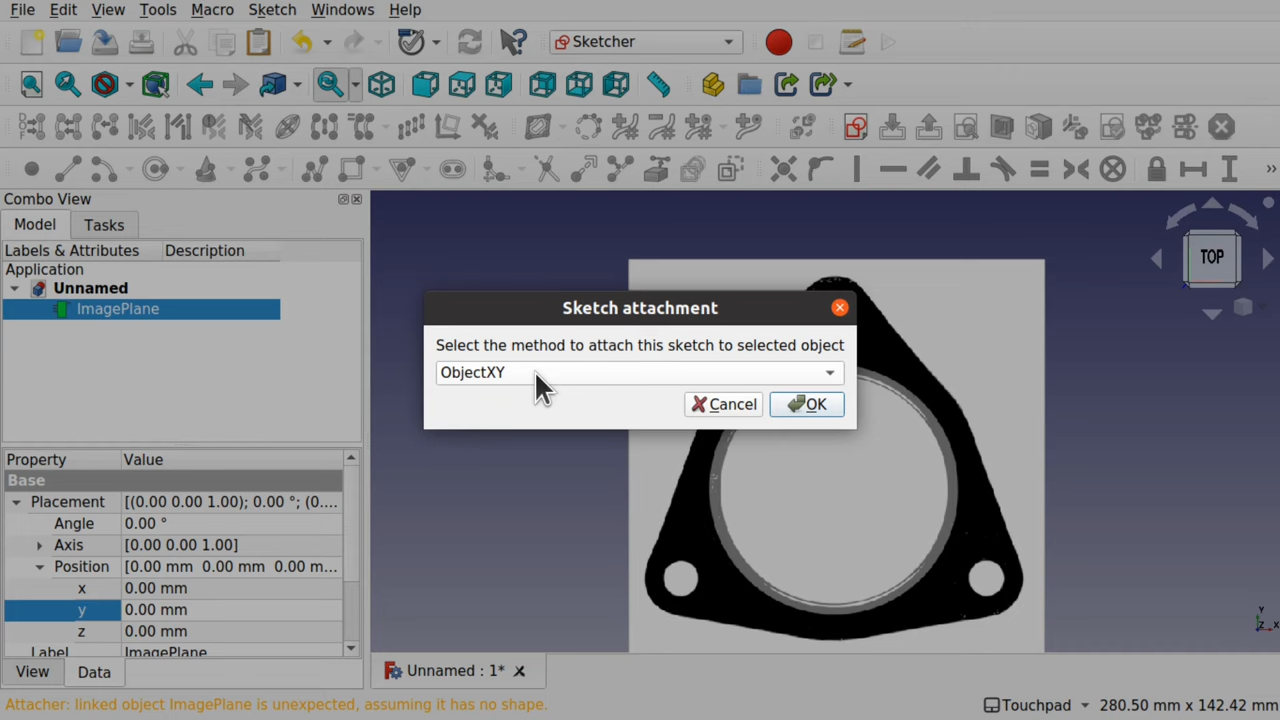 File Edit View Tools Macro Sketch Windows Help
Sketcher
Combo View
Model Tasks
Labels & Attributes Description
Application
Unnamed
ImagePlane
TOP
Sketch attachment
Select the method to attach this sketch to selected object
ObjectXY
Cancel OK
Property Value
Base
Placement [(0.00 0.00 1.00); 0.00 °; (0....
Angle 0.00 °
Axis [0.00 0.00 1.00]
Position [0.00 mm 0.00 mm 0.00 m...
x 0.00 mm
y 0.00 mm
z 0.00 mm
Label ImagePlane
Y
Z X
View Data
Unnamed : 1*
Attacher: linked object ImagePlane is unexpected, assuming it has no shape.
Touchpad 280.50 mm x 142.42 mm